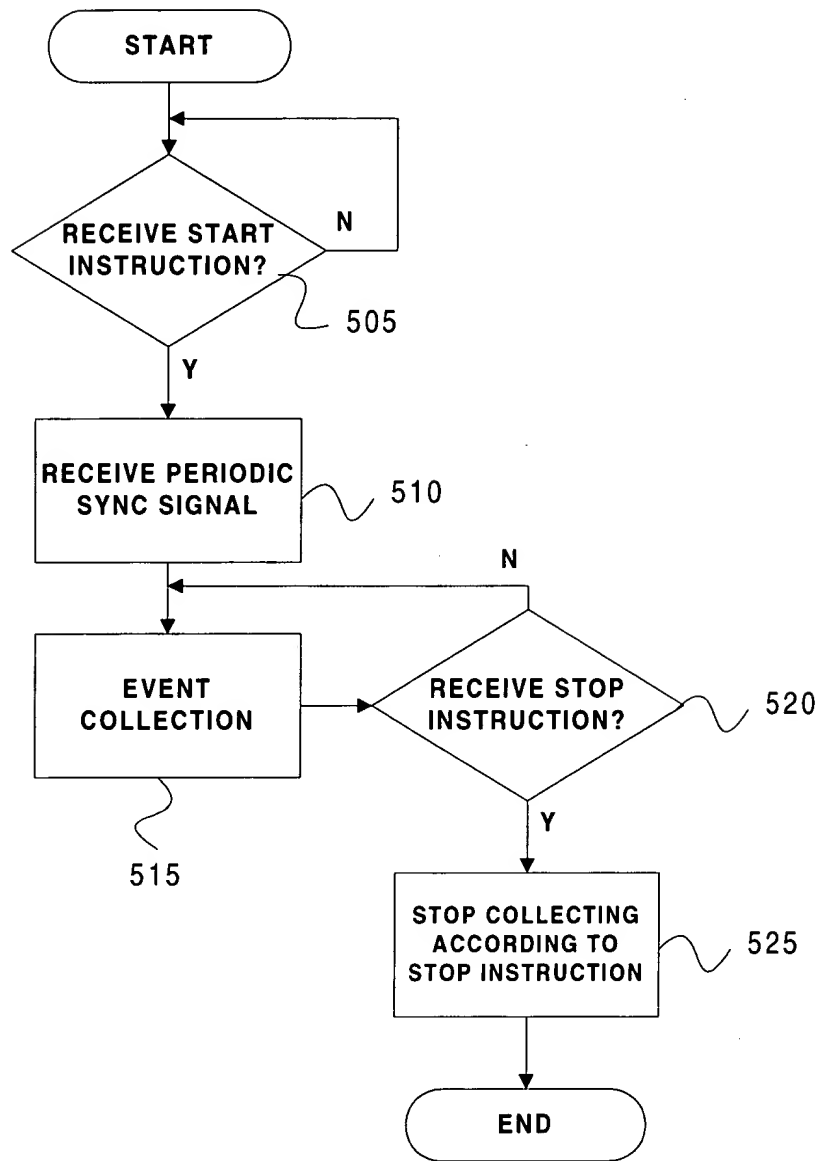 START
RECEIVE START
INSTRUCTION?
N
505
Y
RECEIVE PERIODIC
SYNC SIGNAL
510
N
EVENT
COLLECTION
515
RECEIVE STOP
INSTRUCTION?
520
Y
STOP COLLECTING
ACCORDING TO
STOP INSTRUCTION
525
END